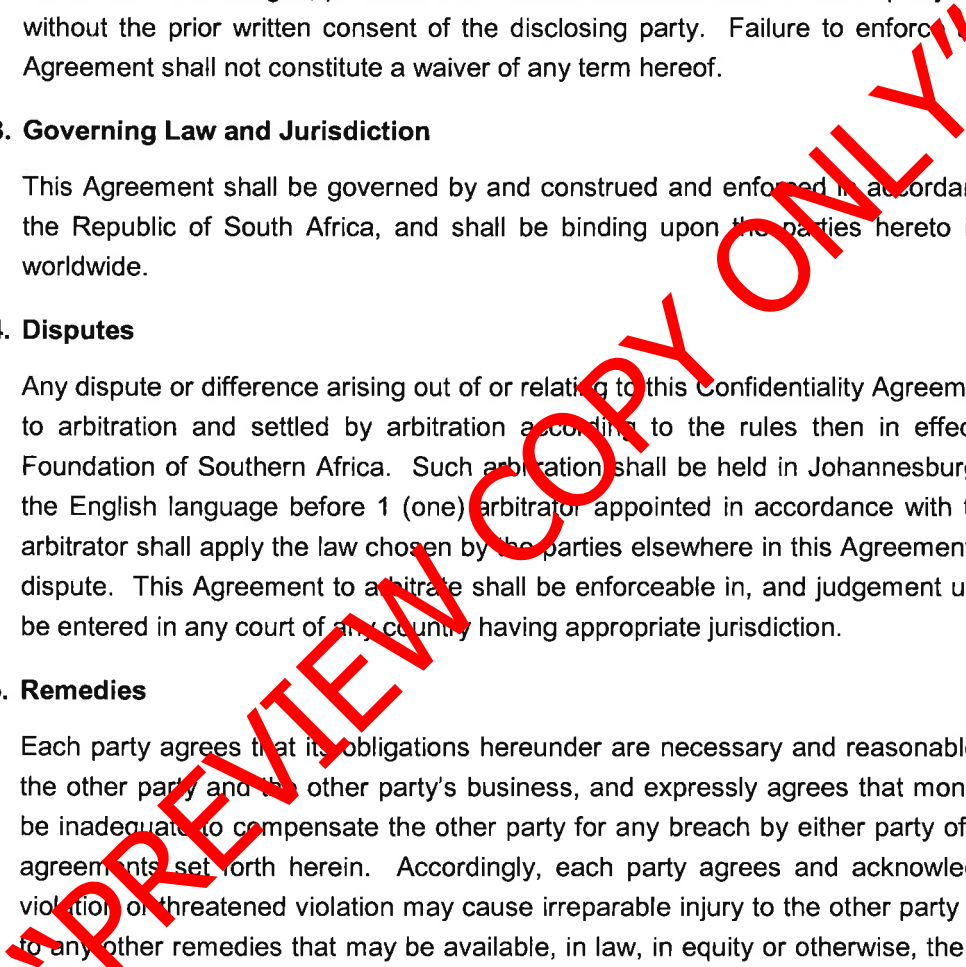 without the prior written consent of the disclosing party. Failure to enforce
Agreement shall not constitute a waiver of any term hereof.
3. Governing Law and Jurisdiction
This Agreement shall be governed by and construed and enforced in accorda
the Republic of South Africa, and shall be binding upon the parties hereto
worldwide.
4. Disputes
Any dispute or difference arising out of or relating to this Confidentiality Agreem
to arbitration and settled by arbitration according to the rules then in effec
Foundation of Southern Africa. Such arbitration shall be held in Johannesburg
the English language before 1 (one) arbitrator appointed in accordance with t
arbitrator shall apply the law chosen by the parties elsewhere in this Agreement
dispute. This Agreement to arbitrate shall be enforceable in, and judgement u
be entered in any court of any country having appropriate jurisdiction.
. Remedies
Each party agrees that its obligations hereunder are necessary and reasonable
the other party and the other party's business, and expressly agrees that mon
be inadequate to compensate the other party for any breach by either party of
agreements set forth herein. Accordingly, each party agrees and acknowle
violation or threatened violation may cause irreparable injury to the other party
to any other remedies that may be available, in law, in equity or otherwise, the
"PREVIEW COPY ONLY"